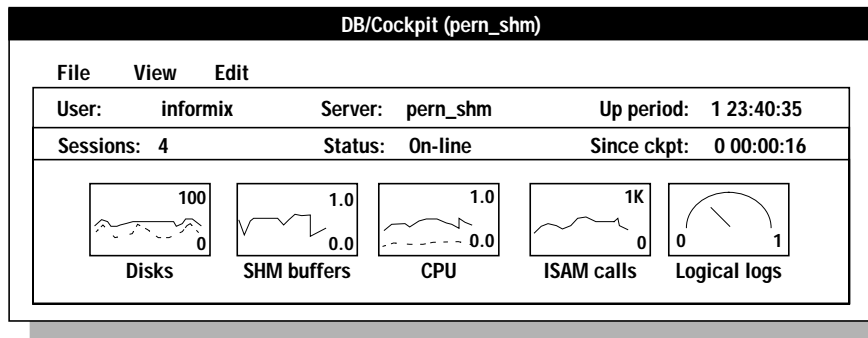 DB/Cockpit (pern_shm)
File View Edit
User: informix Server: pern_shm Up period: 1 23:40:35
Sessions: 4 Status: On-line Since ckpt: 0 00:00:16
100 1.0 1.0 1K
0 0.0 0.0 0 0 1
Disks SHM buffers CPU ISAM calls Logical logs